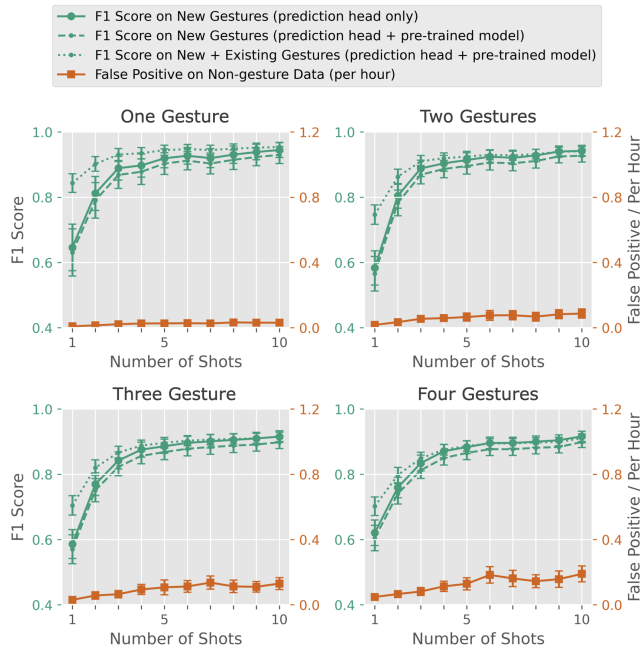 F1 Score on New Gestures (prediction head only)
F1 Score on New Gestures (prediction head + pre-trained model)
F1 Score on New + Existing Gestures (prediction head + pre-trained model)
False Positive on Non-gesture Data (per hour)
One Gesture
1.0
0.8
0.6
0.4
F1 Score
1.2
0.8
0.4
0.0
1
5
10
Number of Shots
Two Gestures
1.0
0.8
0.6
0.4
1.2
0.8
0.4
0.0
False Positive / Per Hour
1
5
10
Number of Shots
Three Gesture
1.0
0.8
0.6
0.4
F1 Score
1.2
0.8
0.4
0.0
1
5
10
Number of Shots
Four Gestures
1.0
0.8
0.6
0.4
1.2
0.8
0.4
0.0
False Positive / Per Hour
1
5
10
Number of Shots